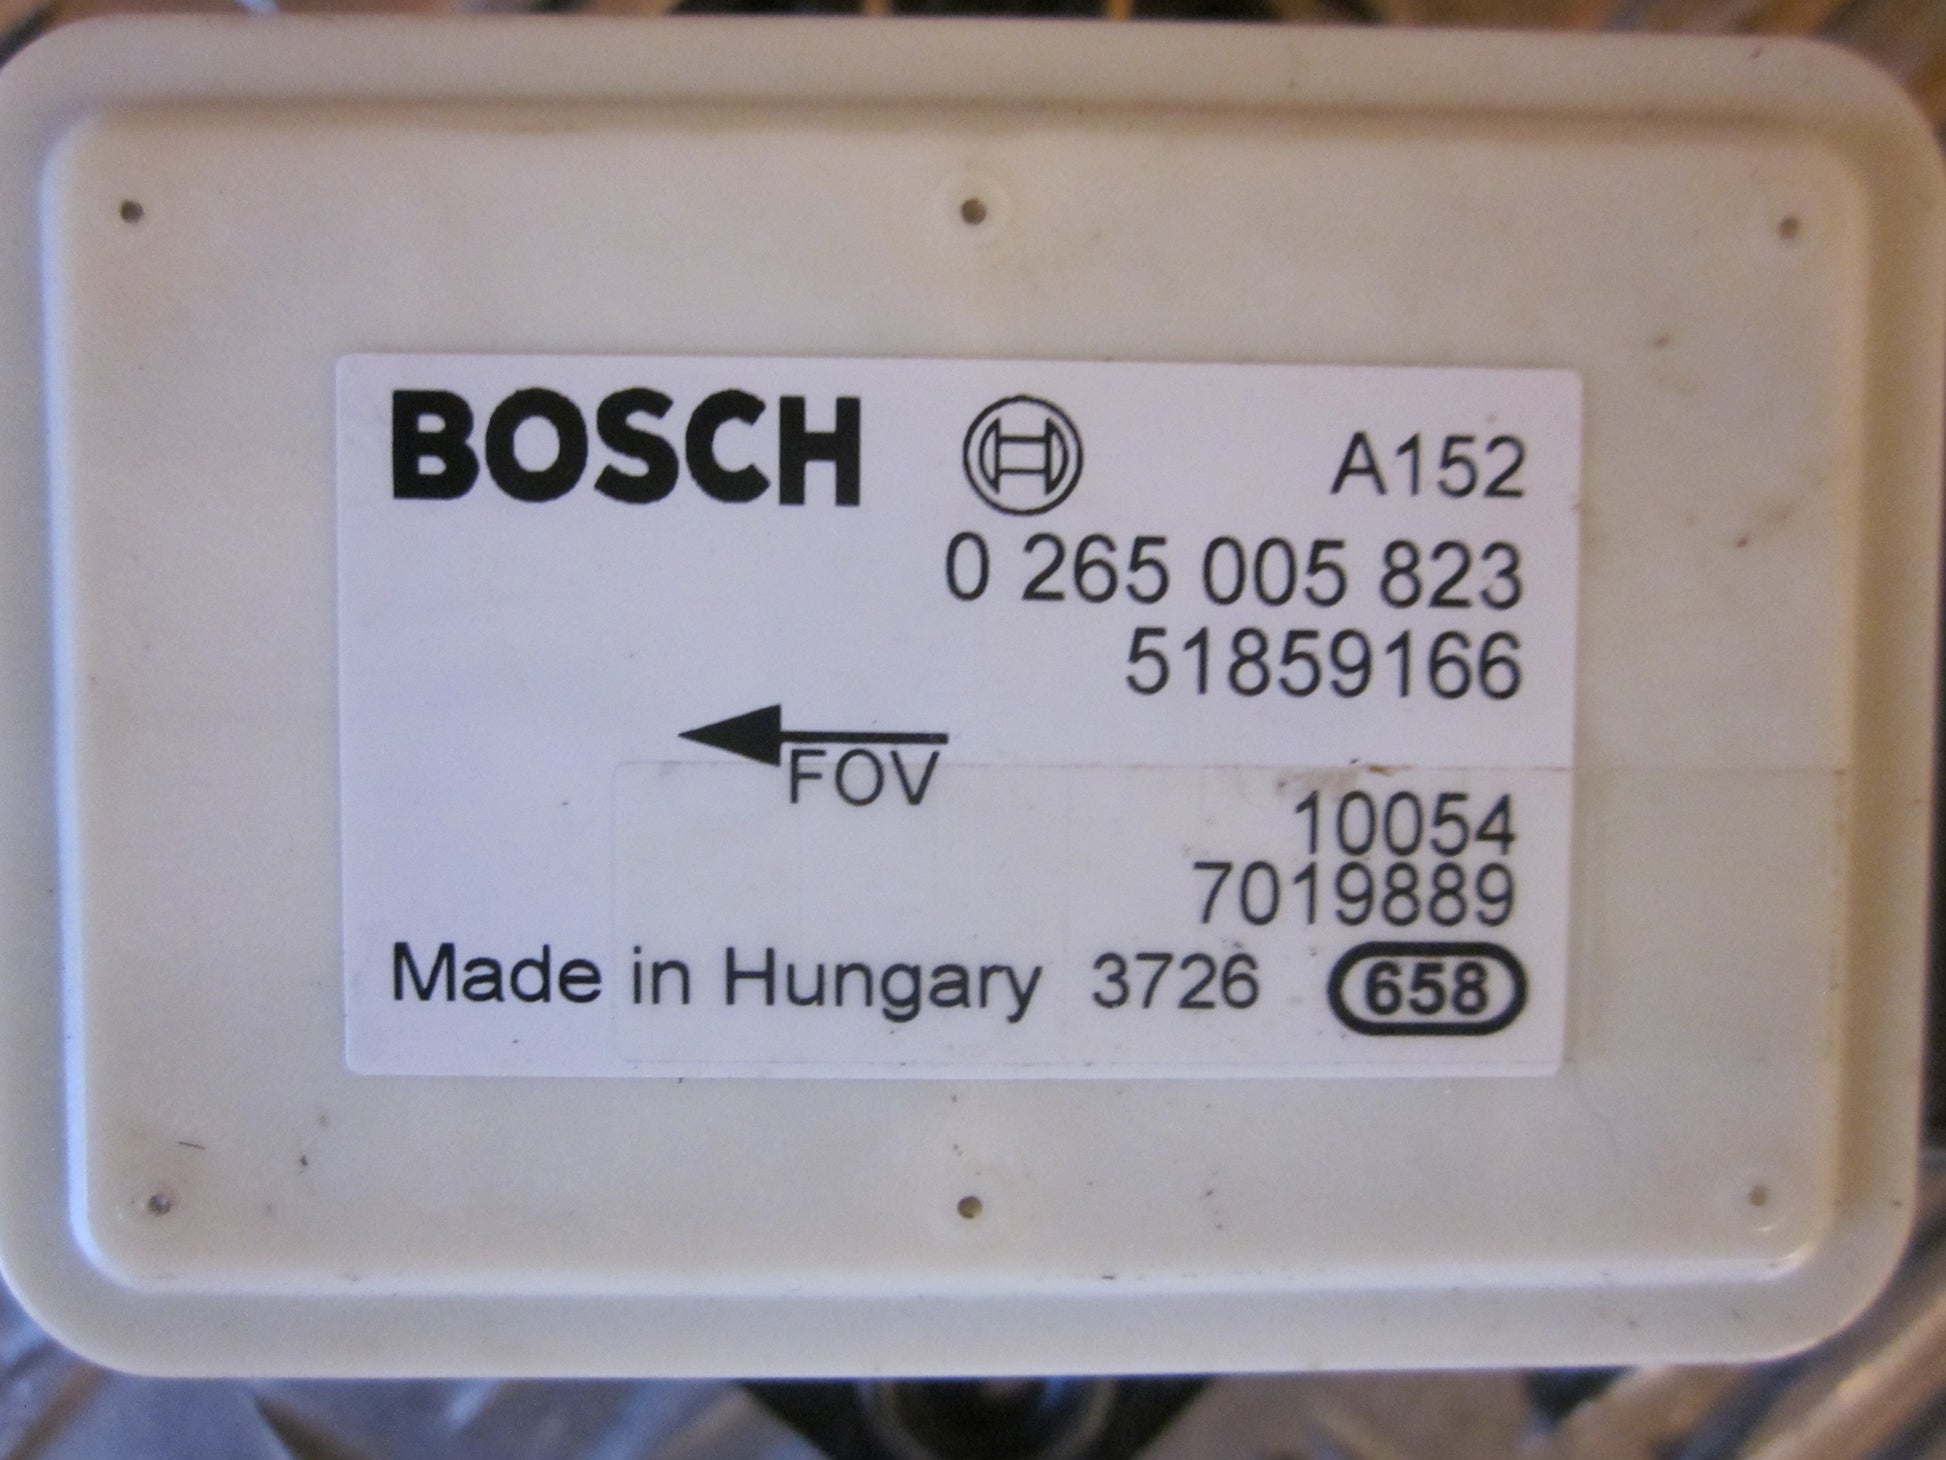 BOSCH A152
0 265 005 823
51859166
FOV
10054
7019889
Made in Hungary 3726 658